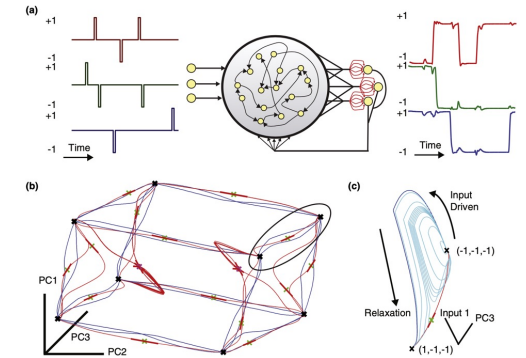 (a)
+1
-1
+1
-1
+1
-1
Time
+1
-1
+1
-1
+1
-1
Time
(b)
PC1
PC3
PC2
(c)
Input
Driven
(-1,-1,-1)
Relaxation
Input 1
PC3
(1,-1,-1)